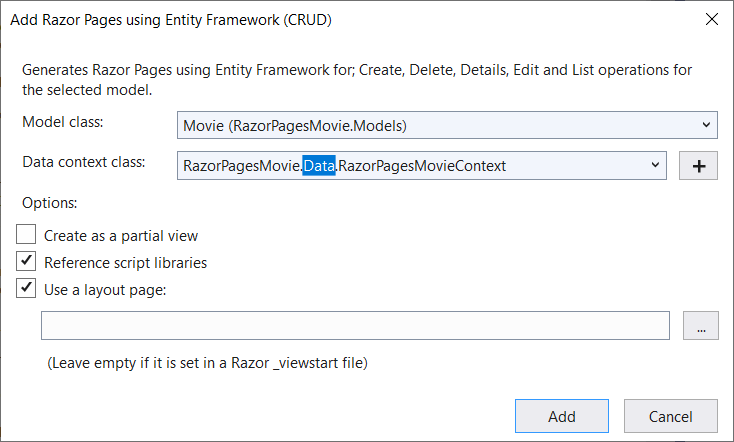 Add Razor Pages using Entity Framework (CRUD)
Generates Razor Pages using Entity Framework for; Create, Delete, Details, Edit and List operations for
the selected model.
Model class:
Movie (RazorPagesMovie.Models)
Data context class:
RazorPagesMovie.Data.RazorPagesMovieContext
+
Options:
Create as a partial view
Reference script libraries
Use a layout page:
...
(Leave empty if it is set in a Razor _viewstart file)
Add
Cancel